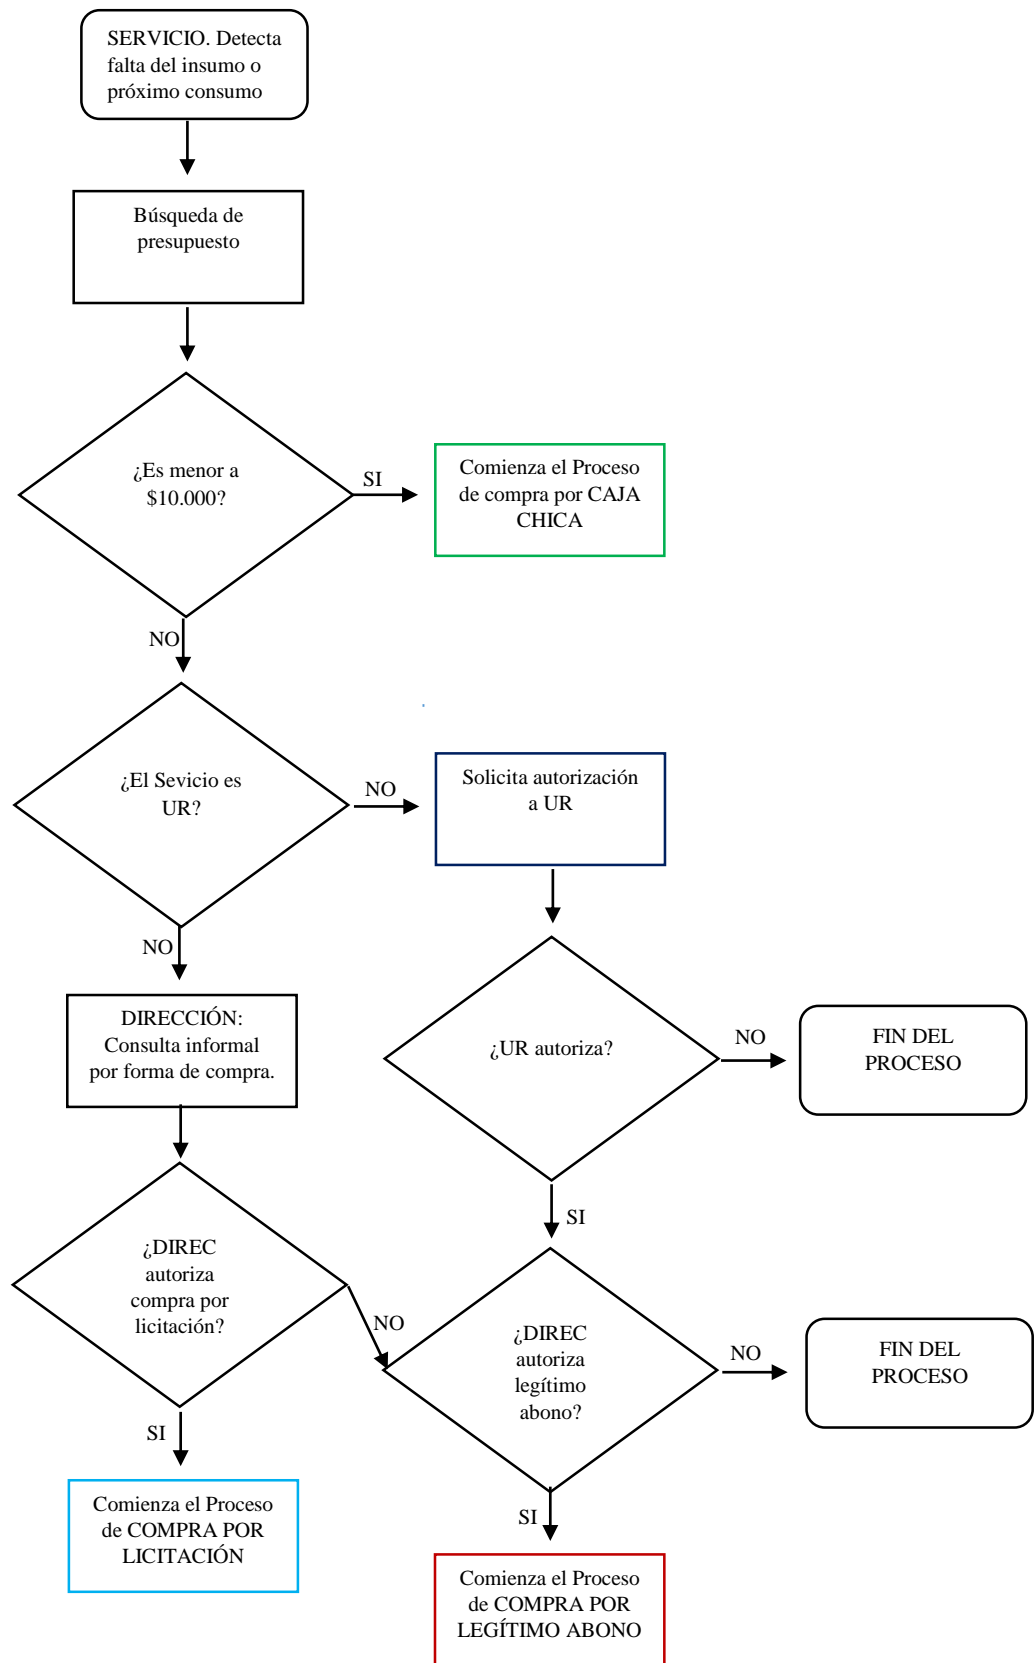 SERVICIO. Detecta
falta del insumo o
próximo consumo
Búsqueda de
presupuesto
¿Es menor a
$10.000?
SI
Comienza el Proceso
de compra por CAJA
CHICA
NO
¿El Sevicio es
UR?
NO
Solicita autorización
a UR
NO
DIRECCIÓN:
Consulta informal
por forma de compra.
¿UR autoriza?
NO
FIN DEL
PROCESO
SI
¿DIREC
autoriza
compra por
licitación?
NO
¿DIREC
autoriza
legítimo
abono?
NO
FIN DEL
PROCESO
SI
Comienza el Proceso
de COMPRA POR
LICITACIÓN
SI
Comienza el Proceso
de COMPRA POR
LEGÍTIMO ABONO